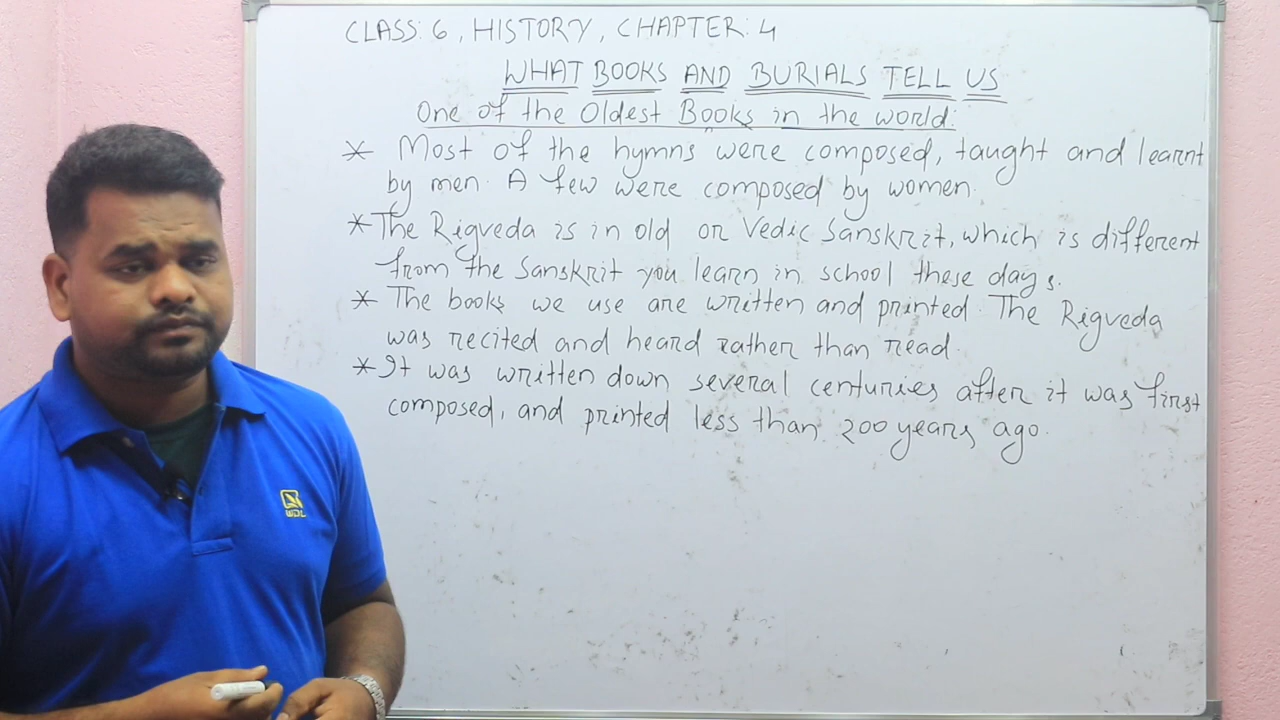 CLASS: 6, HISTORY, CHAPTER: 4
WHAT BOOKS AND BURIALS TELL US
One of the Oldest Books in the world:
* Most of the hymns were composed, taught and learnt
by men. A few were composed by women.
* The Rigveda is in old or Vedic Sanskrit, which is different
from the Sanskrit you learn in school these days.
* The books we use are written and printed. The Rigveda
was recited and heard rather than read.
* It was written down several centuries after it was first
composed, and printed less than 200 years ago.
WDL